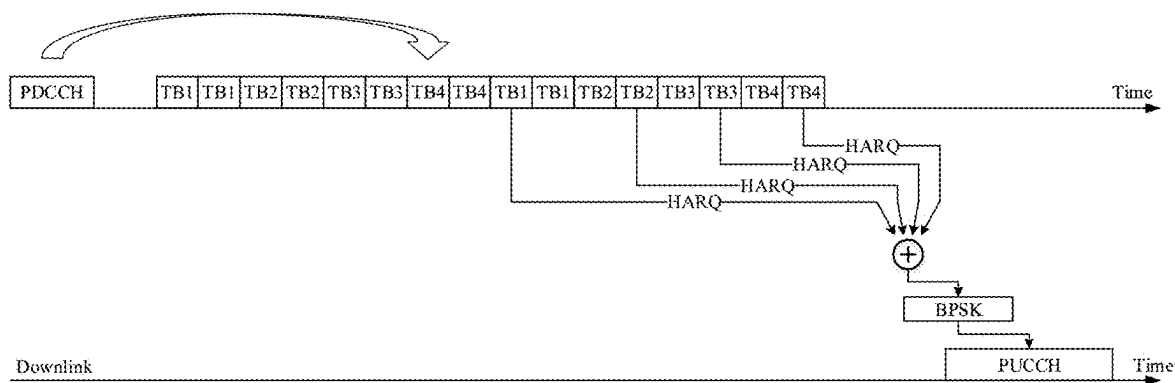 PDCCH TB1 TB1 TB2 TB2 TB3 TB3 TB4 TB4 TB1 TB1 TB2 TB2 TB3 TB3 TB4 TB4 Time
HARQ
HARQ
HARQ
HARQ
+
BPSK
Downlink PUCCH Time